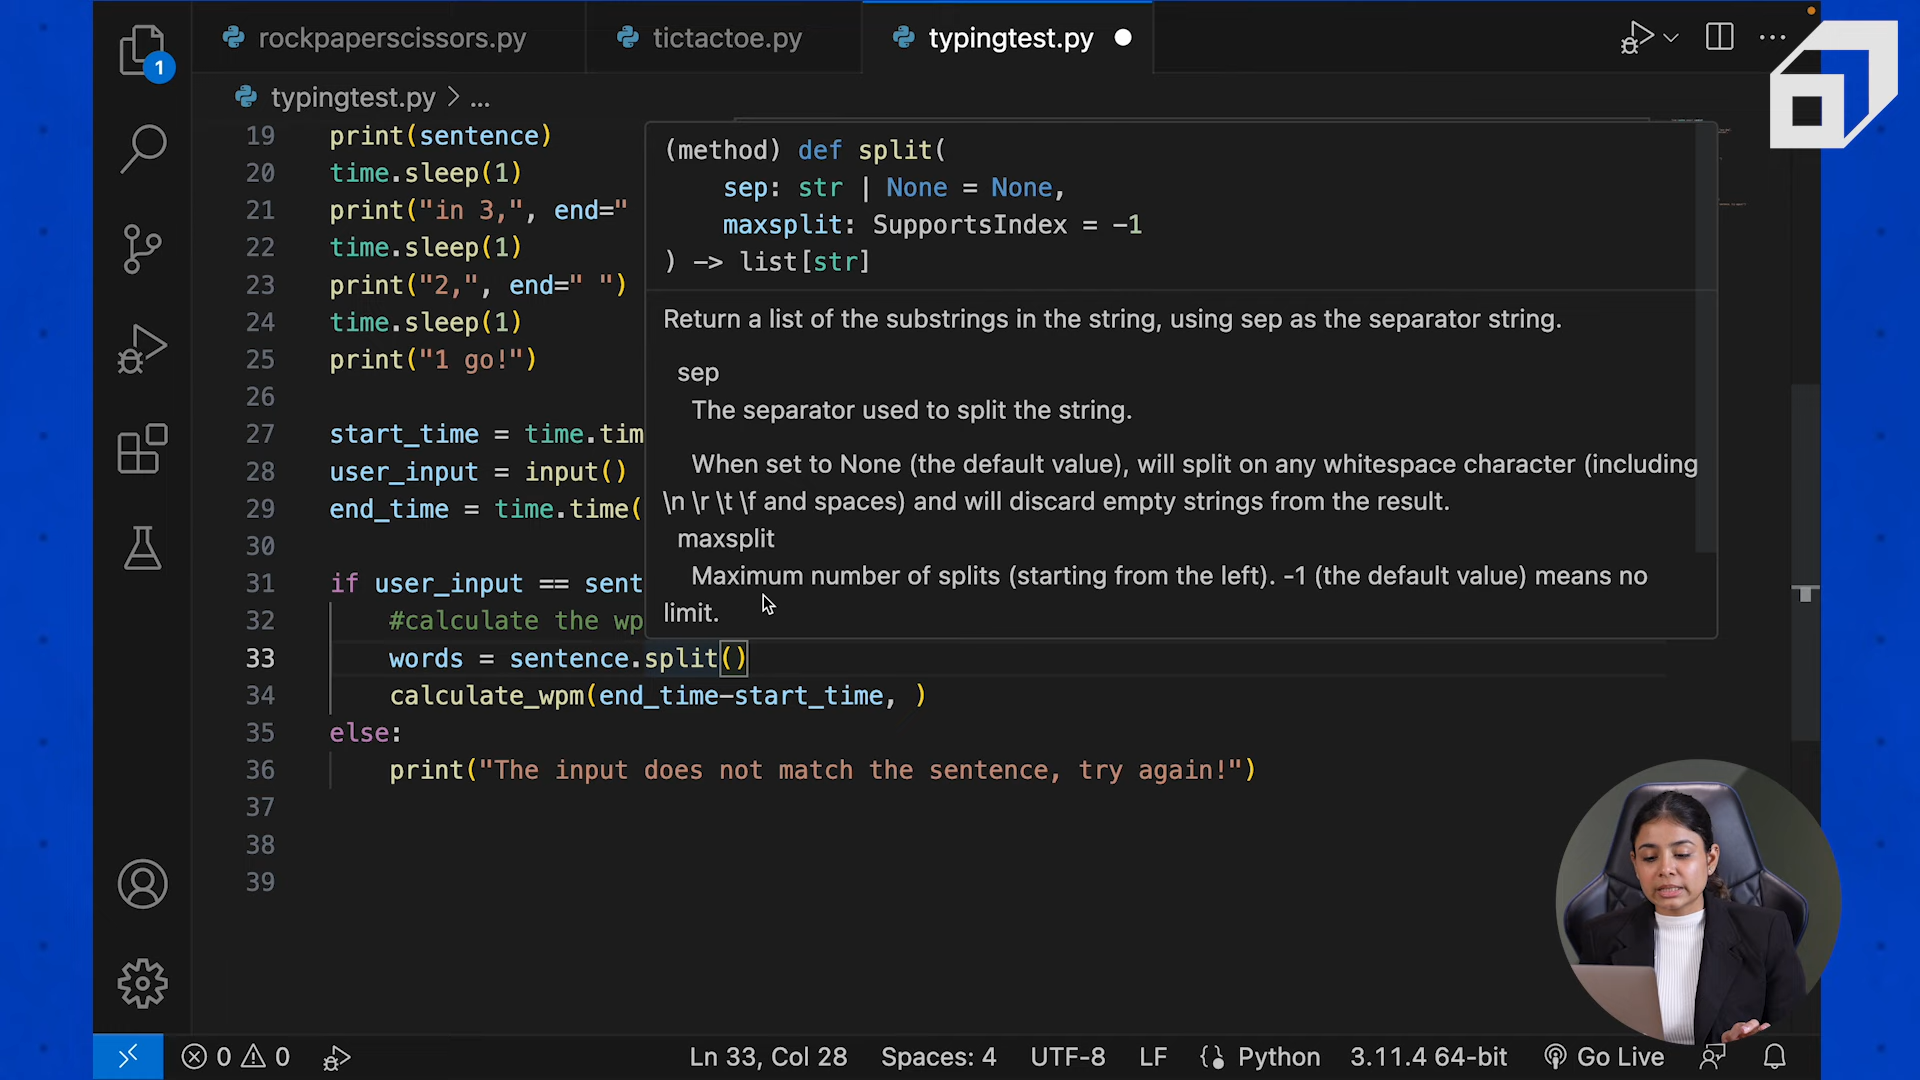 rockpaperscissors.py tictactoe.py typingtest.py
1
typingtest.py > ...
19 print(sentence)
20 time.sleep(1)
21 print("in 3,", end="
22 time.sleep(1)
23 print("2,", end=" ")
24 time.sleep(1)
25 print("1 go!")
26
27 start_time = time.tim
28 user_input = input()
29 end_time = time.time(
30
31 if user_input == sent
32 #calculate the wp
33 words = sentence.split()
34 calculate_wpm(end_time-start_time, )
35 else:
36 print("The input does not match the sentence, try again!")
37
38
39
(method) def split(
sep: str | None = None,
maxsplit: SupportsIndex = -1
) -> list[str]
Return a list of the substrings in the string, using sep as the separator string.
sep
The separator used to split the string.
When set to None (the default value), will split on any whitespace character (including
\n \r \t \f and spaces) and will discard empty strings from the result.
maxsplit
Maximum number of splits (starting from the left). -1 (the default value) means no
limit.
0 0 Ln 33, Col 28 Spaces: 4 UTF-8 LF Python 3.11.4 64-bit Go Live